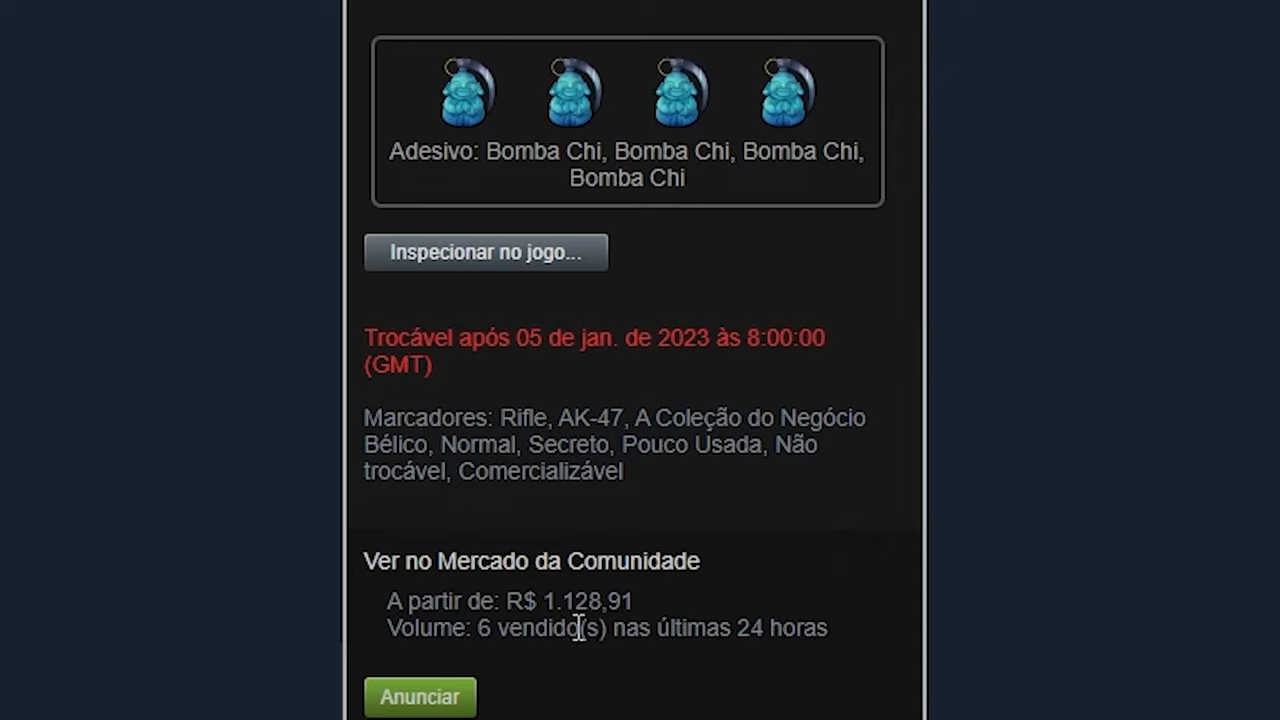 Adesivo: Bomba Chi, Bomba Chi, Bomba Chi,
Bomba Chi
Inspecionar no jogo...
Trocável após 05 de jan. de 2023 às 8:00:00
(GMT)
Marcadores: Rifle, AK-47, A Coleção do Negócio
Bélico, Normal, Secreto, Pouco Usada, Não
trocável, Comercializável
Ver no Mercado da Comunidade
A partir de: R$ 1.128,91
Volume: 6 vendido(s) nas últimas 24 horas
Anunciar